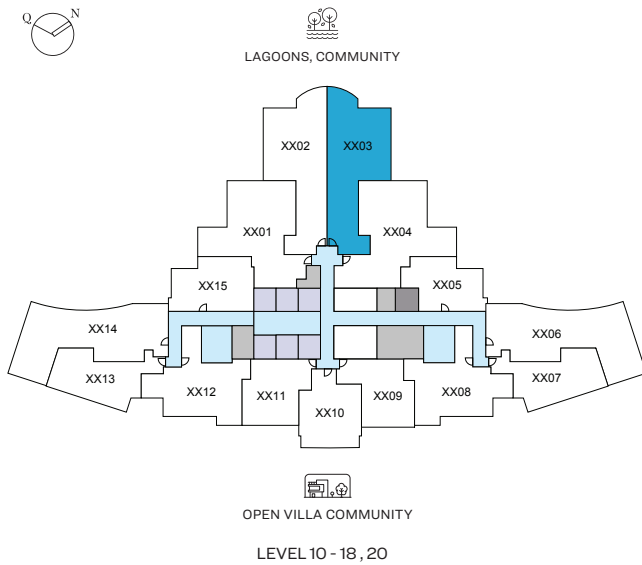 Q N
LAGOONS, COMMUNITY
XX02 XX03
XX01 XX04
XX15 XX05
XX14 XX06
XX13 XX07
XX12 XX11 XX10 XX09 XX08
OPEN VILLA COMMUNITY
LEVEL 10 - 18 , 20